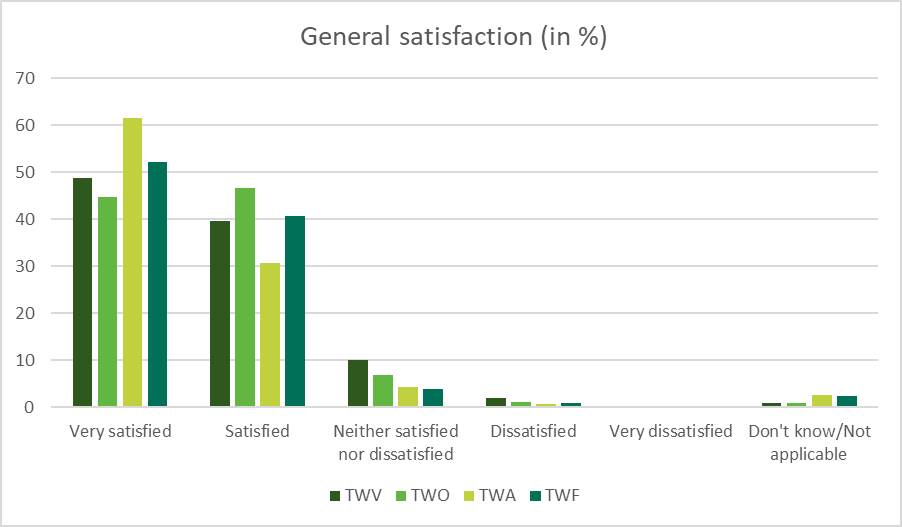 General satisfaction (in %)
70
60
50
40
30
20
10
0
Very satisfied
Satisfied
Neither satisfied
nor dissatisfied
Dissatisfied
Very dissatisfied
Don't know/Not
applicable
TWV TWO TWA TWF